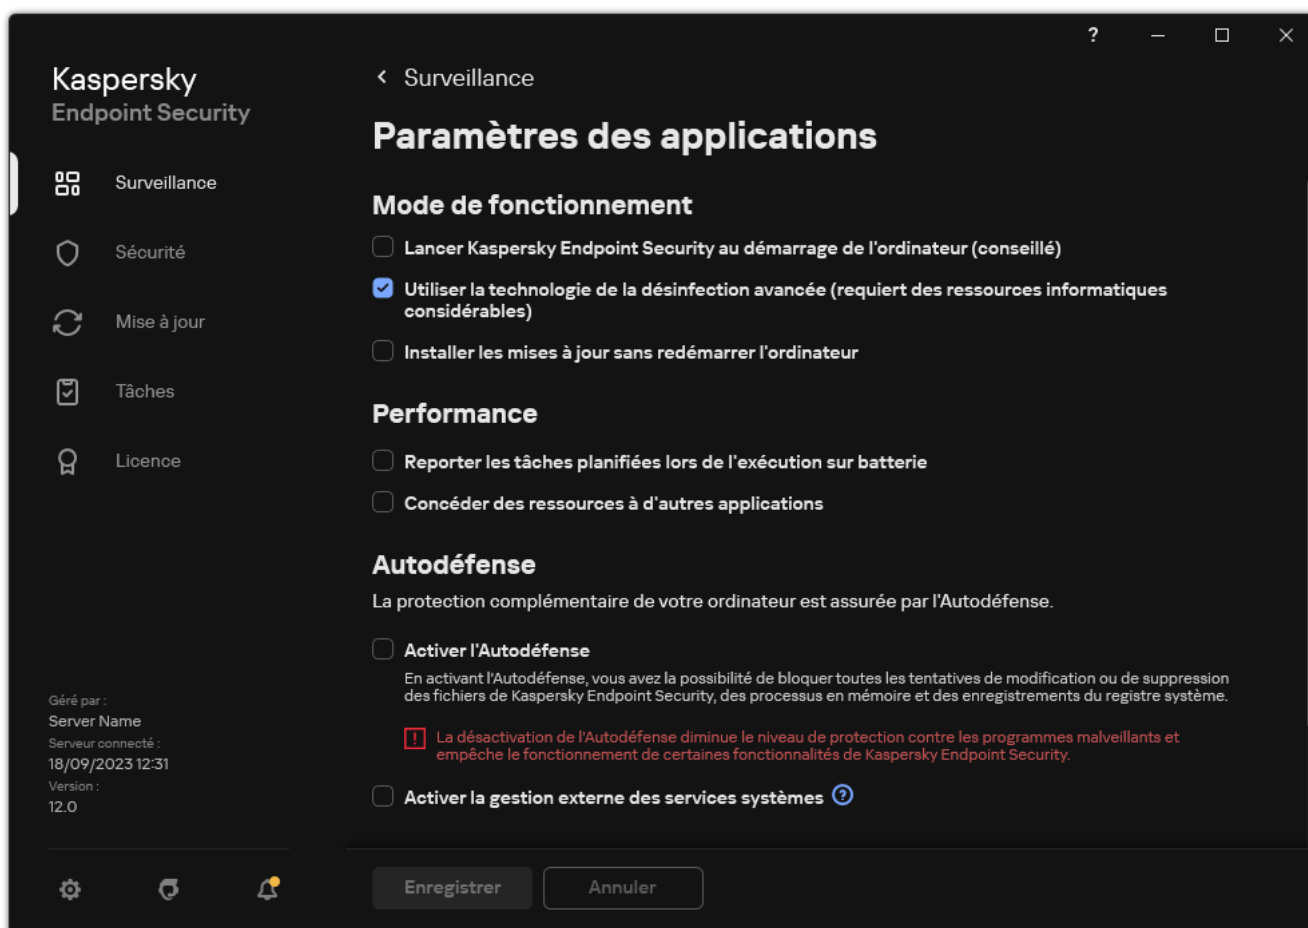 Kaspersky
Endpoint Security
Surveillance
Sécurité
Mise à jour
Tâches
Licence
Géré par :
Server Name
Serveur connecté :
18/09/2023 12:31
Version :
12.0
?
Surveillance
Paramètres des applications
Mode de fonctionnement
Lancer Kaspersky Endpoint Security au démarrage de l'ordinateur (conseillé)
Utiliser la technologie de la désinfection avancée (requiert des ressources informatiques
considérables)
Installer les mises à jour sans redémarrer l'ordinateur
Performance
Reporter les tâches planifiées lors de l'exécution sur batterie
Concéder des ressources à d'autres applications
Autodéfense
La protection complémentaire de votre ordinateur est assurée par l'Autodéfense.
Activer l'Autodéfense
En activant l'Autodéfense, vous avez la possibilité de bloquer toutes les tentatives de modification ou de suppression
des fichiers de Kaspersky Endpoint Security, des processus en mémoire et des enregistrements du registre système.
! La désactivation de l'Autodéfense diminue le niveau de protection contre les programmes malveillants et
empêche le fonctionnement de certaines fonctionnalités de Kaspersky Endpoint Security.
Activer la gestion externe des services systèmes ?
Enregistrer
Annuler